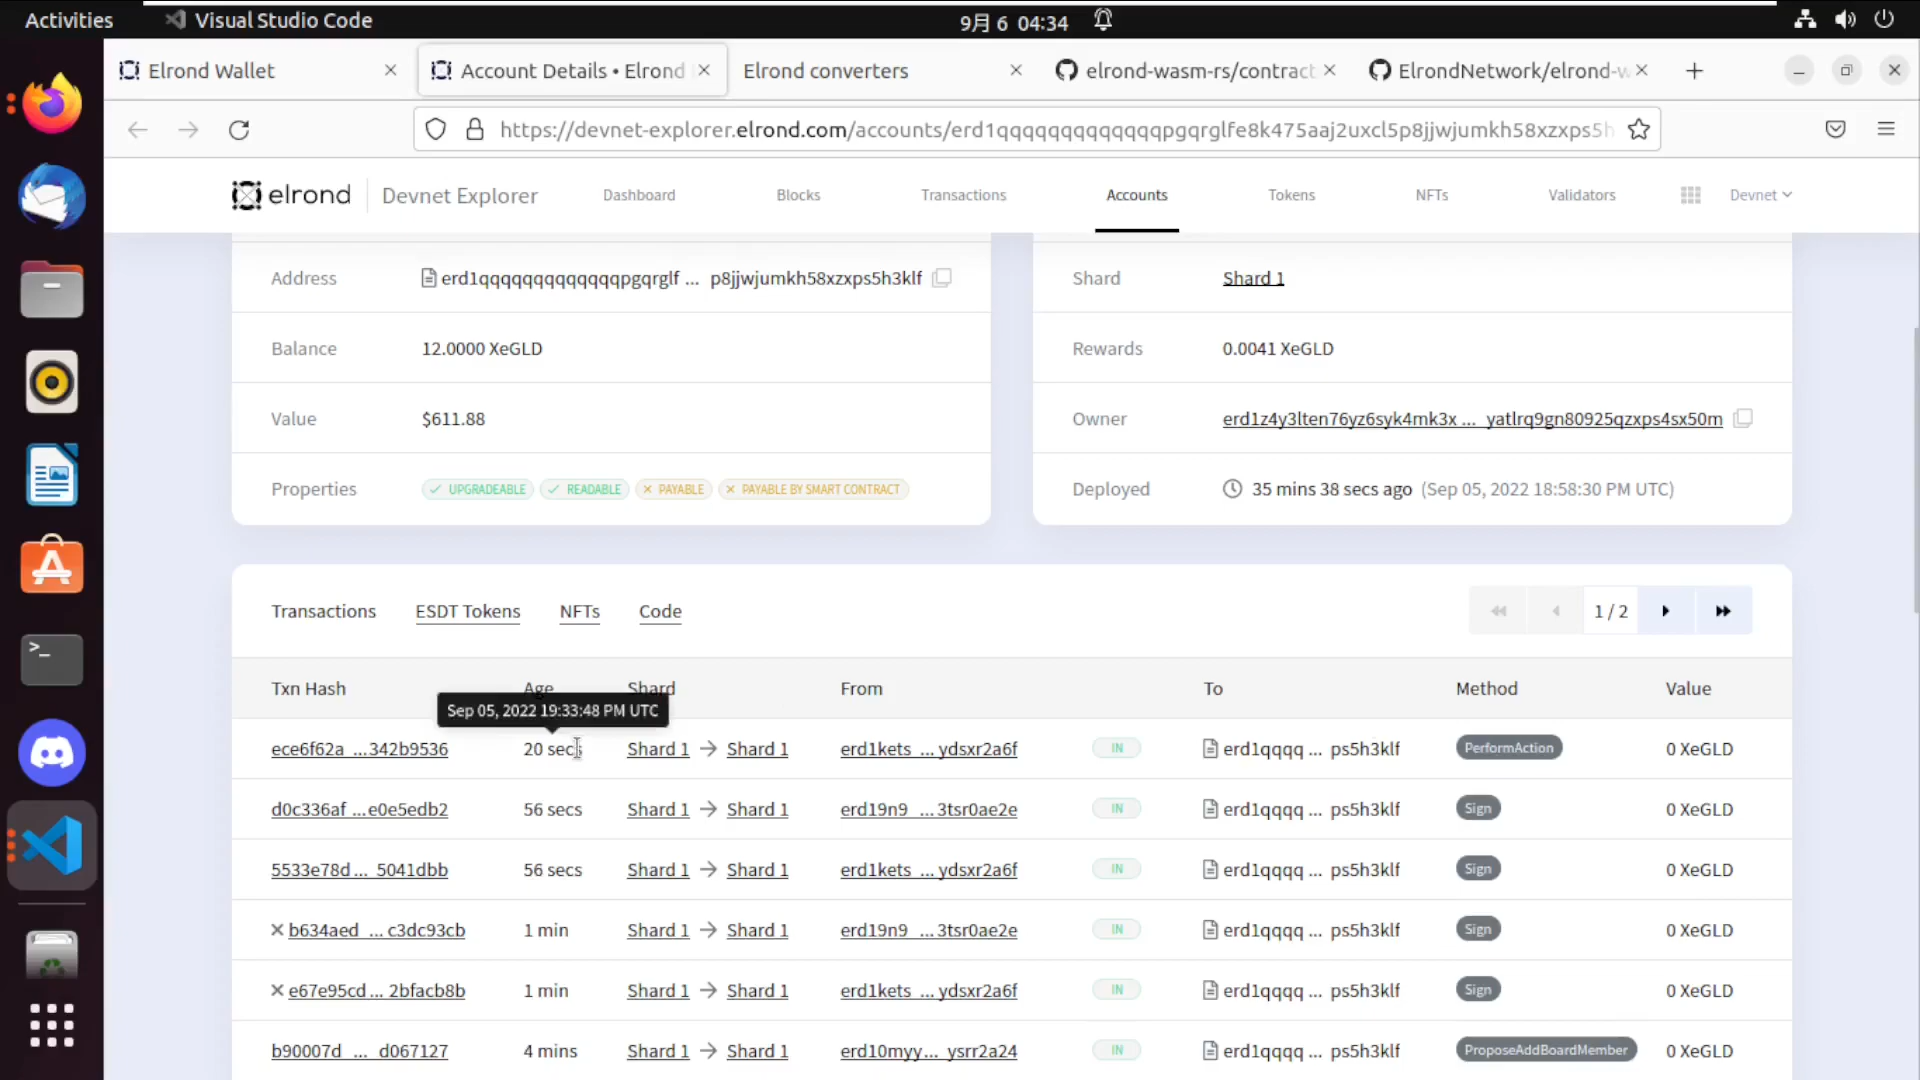 Activities Visual Studio Code 9月 6 04:34
Elrond Wallet Account Details • Elrond Elrond converters elrond-wasm-rs/contract ElrondNetwork/elrond-w
https://devnet-explorer.elrond.com/accounts/erd1qqqqqqqqqqqqqpgqrglfe8k475aaj2uxcl5p8jjwjumkh58xzxps5h
elrond Devnet Explorer Dashboard Blocks Transactions Accounts Tokens NFTs Validators Devnet
Address erd1qqqqqqqqqqqqqpgqrglf ... p8jjwjumkh58xzxps5h3klf
Balance 12.0000 XeGLD
Value $611.88
Properties UPGRADEABLE READABLE PAYABLE PAYABLE BY SMART CONTRACT
Shard Shard 1
Rewards 0.0041 XeGLD
Owner erd1z4y3lten76yz6syk4mk3x ... yatlrq9gn80925qzxps4sx50m
Deployed 35 mins 38 secs ago (Sep 05, 2022 18:58:30 PM UTC)
Transactions ESDT Tokens NFTs Code 1 / 2
Txn Hash Age Shard From To Method Value
Sep 05, 2022 19:33:48 PM UTC
ece6f62a ...342b9536 20 secs Shard 1 → Shard 1 erd1kets ... ydsxr2a6f IN erd1qqqq ... ps5h3klf PerformAction 0 XeGLD
d0c336af ...e0e5edb2 56 secs Shard 1 → Shard 1 erd19n9 ... 3tsr0ae2e IN erd1qqqq ... ps5h3klf Sign 0 XeGLD
5533e78d ... 5041dbb 56 secs Shard 1 → Shard 1 erd1kets ... ydsxr2a6f IN erd1qqqq ... ps5h3klf Sign 0 XeGLD
b634aed ... c3dc93cb 1 min Shard 1 → Shard 1 erd19n9 ... 3tsr0ae2e IN erd1qqqq ... ps5h3klf Sign 0 XeGLD
e67e95cd ... 2bfacb8b 1 min Shard 1 → Shard 1 erd1kets ... ydsxr2a6f IN erd1qqqq ... ps5h3klf Sign 0 XeGLD
b90007d ... d067127 4 mins Shard 1 → Shard 1 erd10myy... ysrr2a24 IN erd1qqqq ... ps5h3klf ProposeAddBoardMember 0 XeGLD